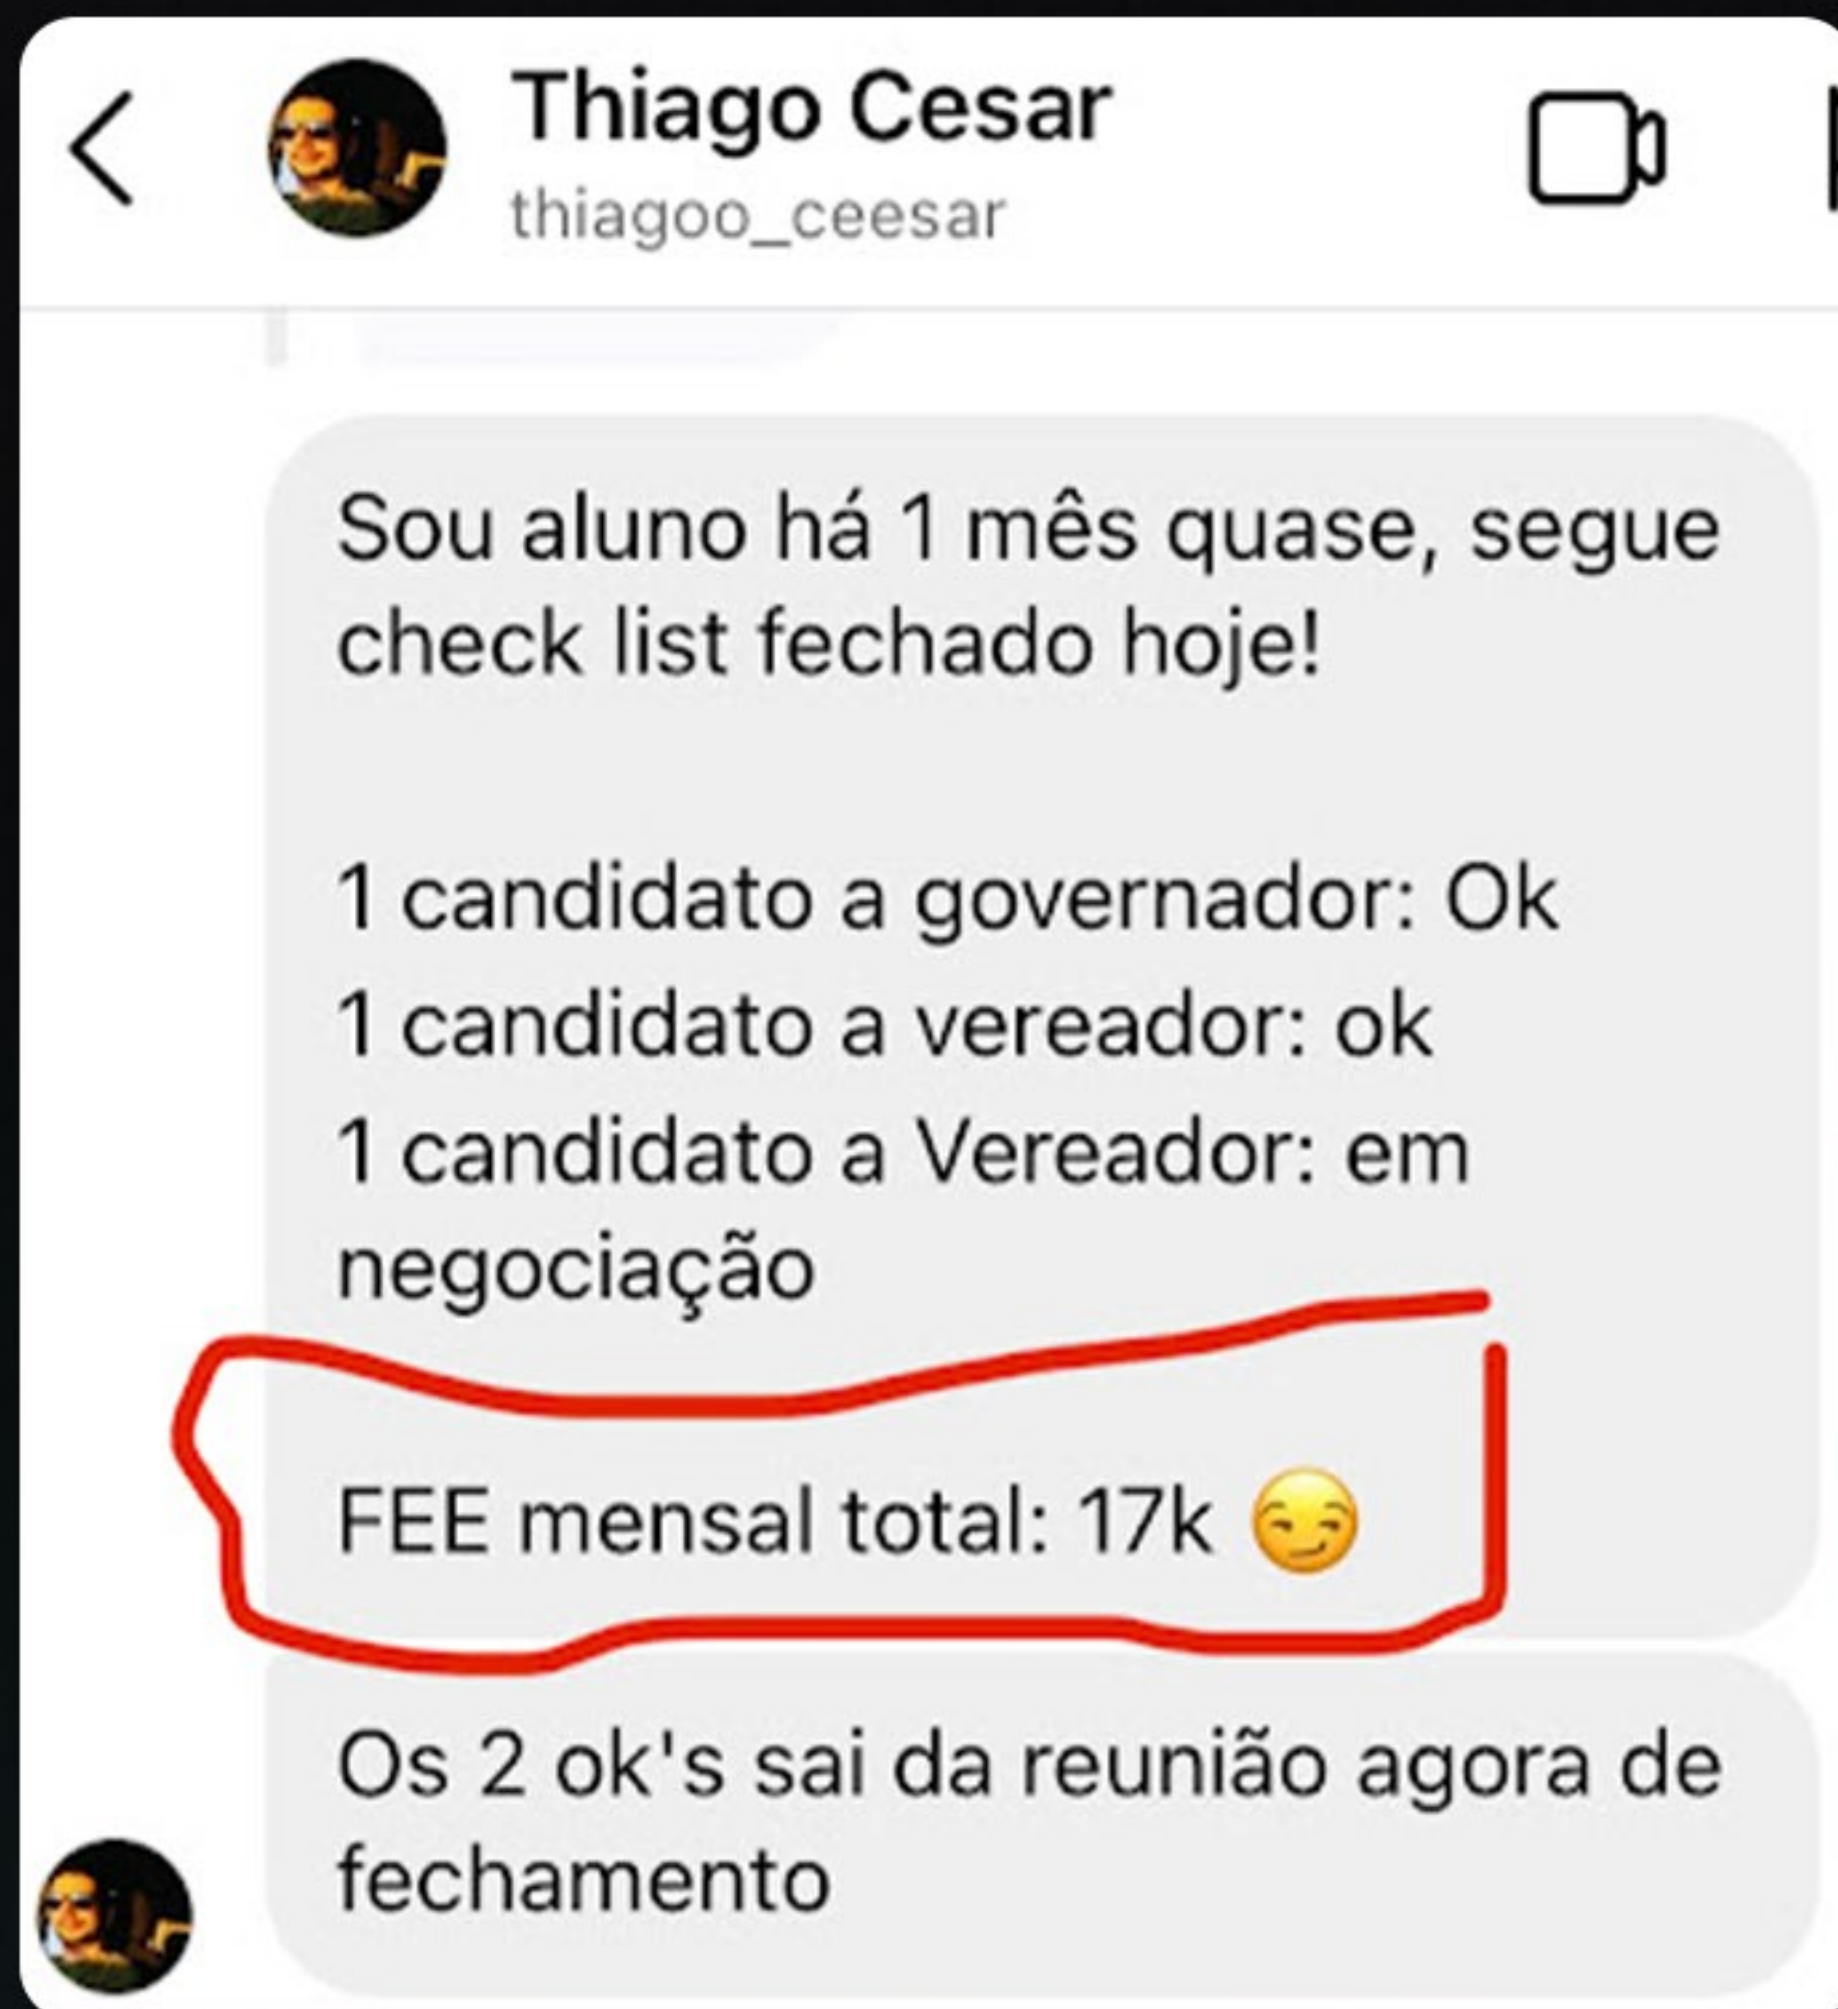 Thiago Cesar
thiagoo_ceesar
Sou aluno há 1 mês quase, segue
check list fechado hoje!
1 candidato a governador: Ok
1 candidato a vereador: ok
1 candidato a Vereador: em
negociação
FEE mensal total: 17k 😏
Os 2 ok's sai da reunião agora de
fechamento